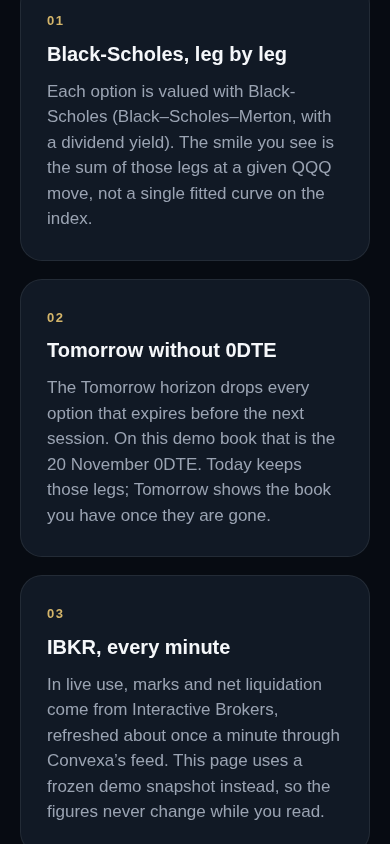 01
Black-Scholes, leg by leg
Each option is valued with Black-
Scholes (Black–Scholes–Merton, with
a dividend yield). The smile you see is
the sum of those legs at a given QQQ
move, not a single fitted curve on the
index.
02
Tomorrow without 0DTE
The Tomorrow horizon drops every
option that expires before the next
session. On this demo book that is the
20 November 0DTE. Today keeps
those legs; Tomorrow shows the book
you have once they are gone.
03
IBKR, every minute
In live use, marks and net liquidation
come from Interactive Brokers,
refreshed about once a minute through
Convexa’s feed. This page uses a
frozen demo snapshot instead, so the
figures never change while you read.